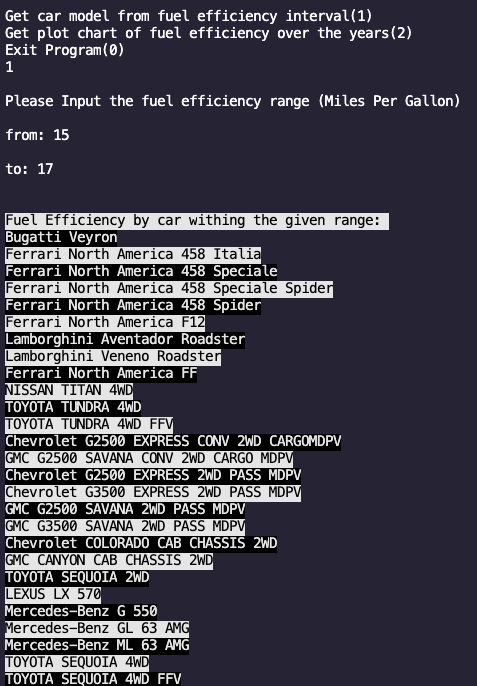 Get car model from fuel efficiency interval(1)
Get plot chart of fuel efficiency over the years(2)
Exit Program(0)
1
Please Input the fuel efficiency range (Miles Per Gallon)
from: 15
to: 17
Fuel Efficiency by car withing the given range:
Bugatti Veyron
Ferrari North America 458 Italia
Ferrari North America 458 Speciale
Ferrari North America 458 Speciale Spider
Ferrari North America 458 Spider
Ferrari North America F12
Lamborghini Aventador Roadster
Lamborghini Veneno Roadster
Ferrari North America FF
NISSAN TITAN 4WD
TOYOTA TUNDRA 4WD
TOYOTA TUNDRA 4WD FFV
Chevrolet G2500 EXPRESS CONV 2WD CARGOMDPV
GMC G2500 SAVANA CONV 2WD CARGO MDPV
Chevrolet G2500 EXPRESS 2WD PASS MDPV
Chevrolet G3500 EXPRESS 2WD PASS MDPV
GMC G2500 SAVANA 2WD PASS MDPV
GMC G3500 SAVANA 2WD PASS MDPV
Chevrolet COLORADO CAB CHASSIS 2WD
GMC CANYON CAB CHASSIS 2WD
TOYOTA SEQUOIA 2WD
LEXUS LX 570
Mercedes-Benz G 550
Mercedes-Benz GL 63 AMG
Mercedes-Benz ML 63 AMG
TOYOTA SEQUOIA 4WD
TOYOTA SEQUOIA 4WD FFV